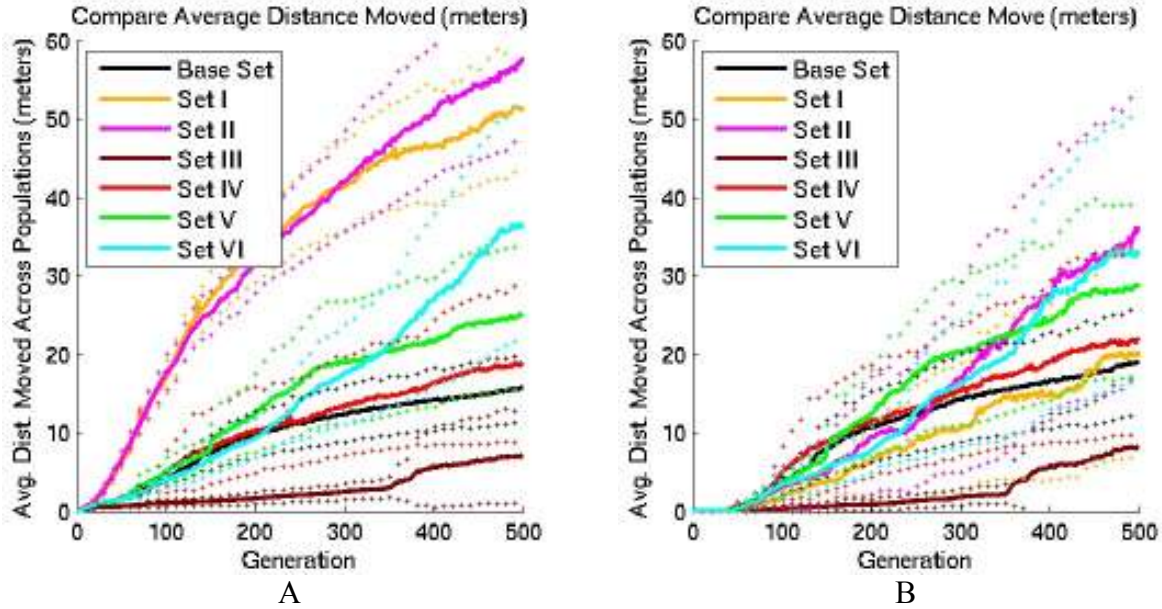 Compare Average Distance Moved (meters)
60
50
40
30
20
10
0
Avg. Dist. Moved Across Populations (meters)
Base Set
Set I
Set II
Set III
Set IV
Set V
Set VI
0 100 200 300 400 500
Generation
A
Compare Average Distance Move (meters)
60
50
40
30
20
10
0
Avg. Dist. Moved Across Populations (meters)
Base Set
Set I
Set II
Set III
Set IV
Set V
Set VI
0 100 200 300 400 500
Generation
B